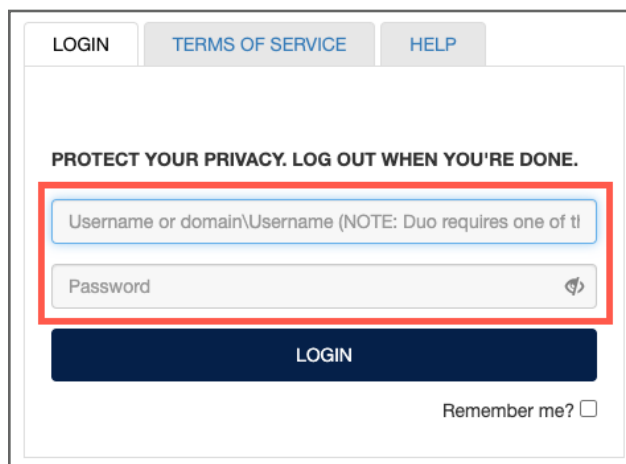 LOGIN TERMS OF SERVICE HELP
PROTECT YOUR PRIVACY. LOG OUT WHEN YOU'RE DONE.
Username or domain\Username (NOTE: Duo requires one of
Password
LOGIN
Remember me?